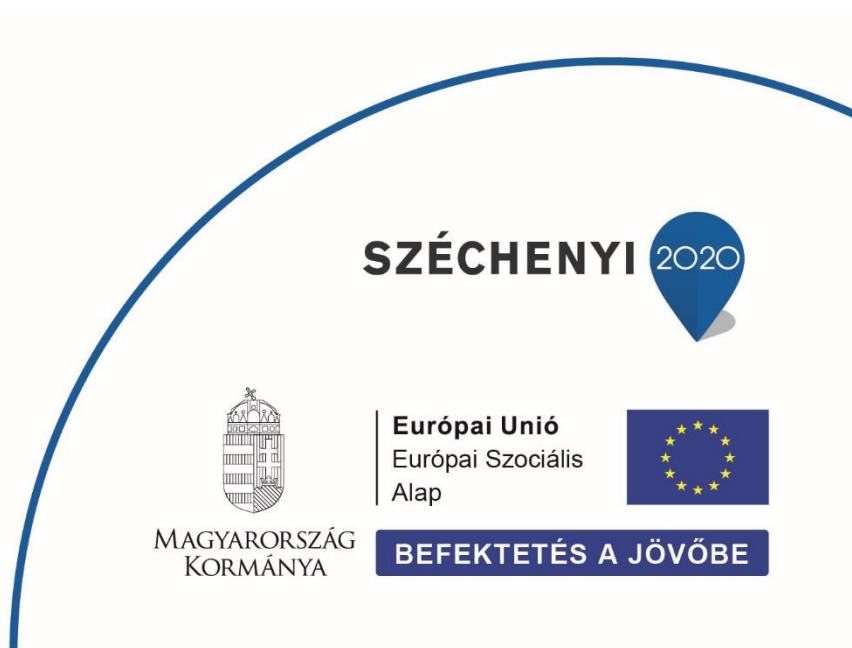 SZÉCHENYI 2020
Európai Unió
Európai Szociális
Alap
MAGYARORSZÁG
KORMÁNYA
BEFEKTETÉS A JÖVŐBE